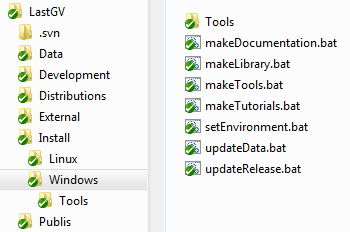 LastGV
.svn
Data
Development
Distributions
External
Install
Linux
Windows
Tools
Publis
Tools
makeDocumentation.bat
makeLibrary.bat
makeTools.bat
makeTutorials.bat
setEnvironment.bat
updateData.bat
updateRelease.bat